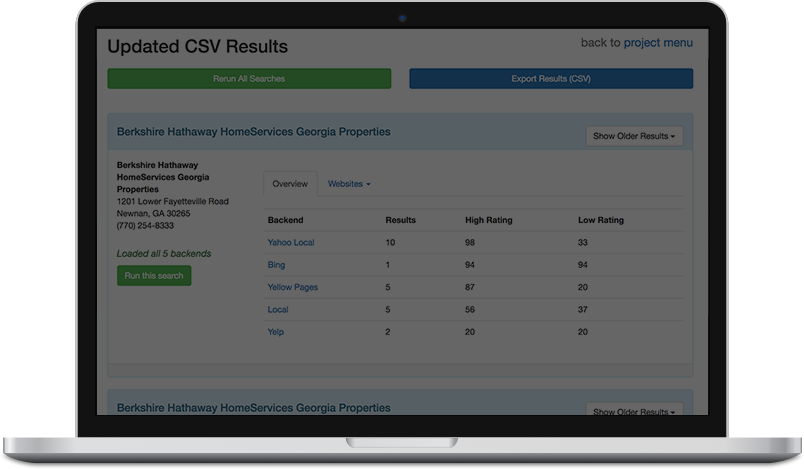 Updated CSV Results
back to project menu
Rerun All Searches
Export Results (CSV)
Berkshire Hathaway HomeServices Georgia Properties
Show Older Results
Berkshire Hathaway
HomeServices Georgia
Properties
1201 Lower Fayetteville Road
Newnan, GA 30265
(770) 254-8333
Loaded all 5 backends
Run this search
Overview Websites
Backend Results High Rating Low Rating
Yahoo Local 10 98 33
Bing 1 94 94
Yellow Pages 5 87 20
Local 5 56 37
Yelp 2 20 20
Berkshire Hathaway HomeServices Georgia Properties
Show Older Results